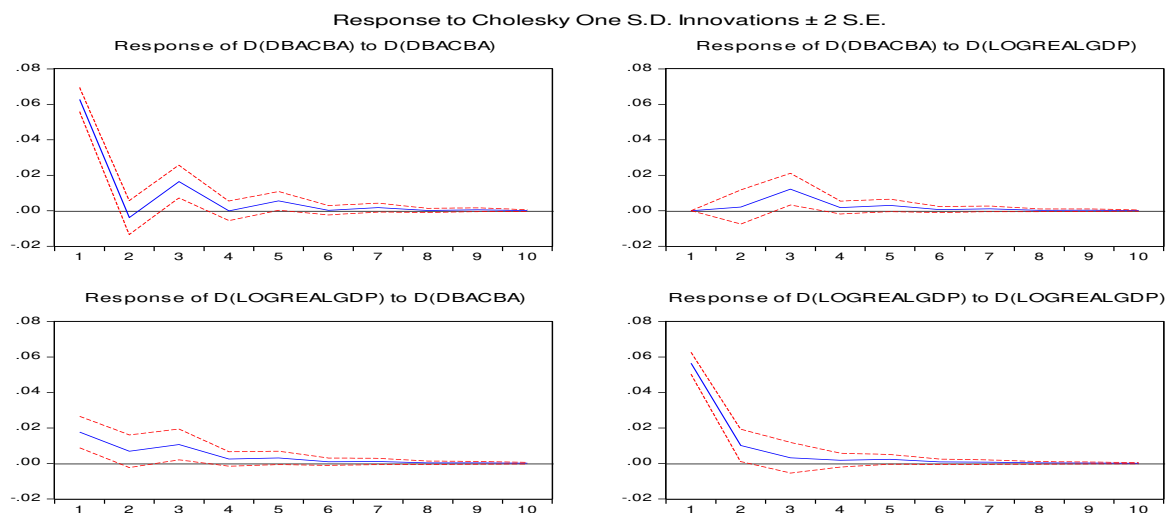 Response to Cholesky One S.D. Innovations ± 2 S.E.
Response of D(DBACBA) to D(DBACBA)
.08
.06
.04
.02
.00
-.02
1 2 3 4 5 6 7 8 9 10
Response of D(DBACBA) to D(LOGREALGDP)
.08
.06
.04
.02
.00
-.02
1 2 3 4 5 6 7 8 9 10
Response of D(LOGREALGDP) to D(DBACBA)
.08
.06
.04
.02
.00
-.02
1 2 3 4 5 6 7 8 9 10
Response of D(LOGREALGDP) to D(LOGREALGDP)
.08
.06
.04
.02
.00
-.02
1 2 3 4 5 6 7 8 9 10